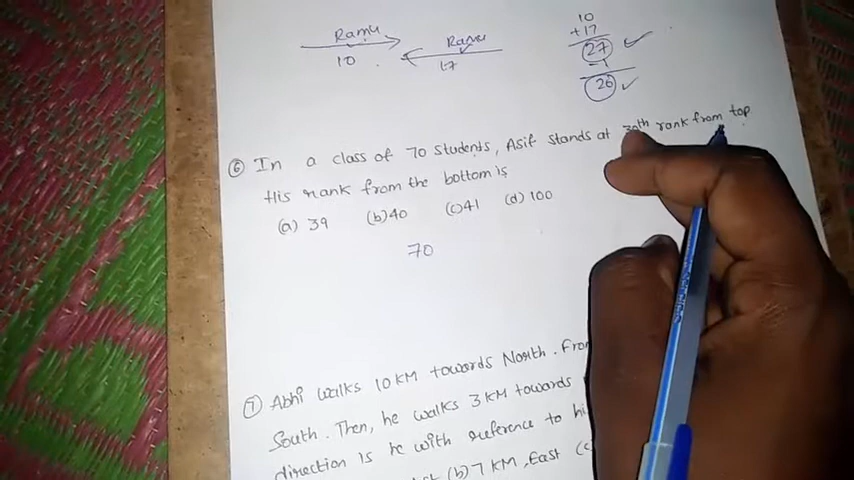 Ramu
10
Ramu
17
10
+17
27
-1
26
6 In a class of 70 students, Asif stands at 30th rank from top
His rank from the bottom is
(a) 39 (b) 40 (c) 41 (d) 100
70
7 Abhi walks 10 KM towards North. From
South. Then, he walks 3 KM towards
direction is he with reference to hi
(b) 7 KM, East (c)